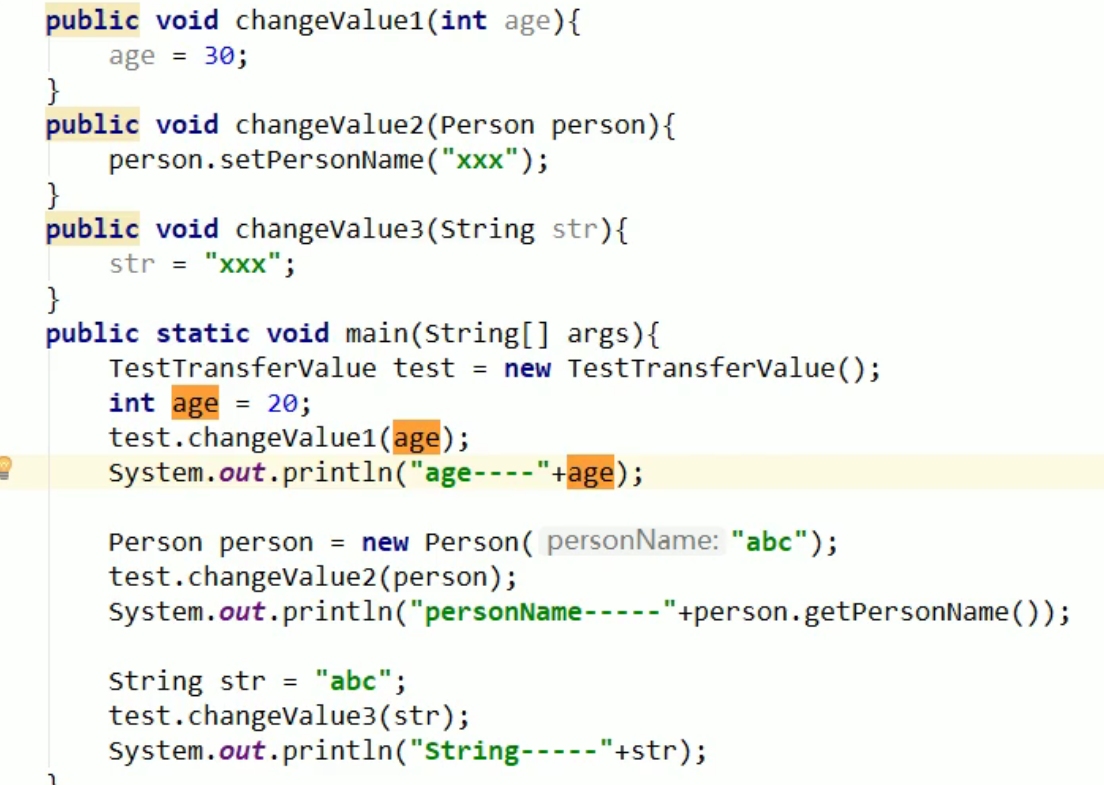 public void changeValue1(int age){
age = 30;
}
public void changeValue2(Person person){
person.setPersonName("xxx");
}
public void changeValue3(String str){
str = "xxx";
}
public static void main(String[] args){
TestTransferValue test = new TestTransferValue();
int age = 20;
test.changeValue1(age);
System.out.println("age----"+age);
Person person = new Person( personName: "abc");
test.changeValue2(person);
System.out.println("personName-----"+person.getPersonName());
String str = "abc";
test.changeValue3(str);
System.out.println("String-----"+str);
}